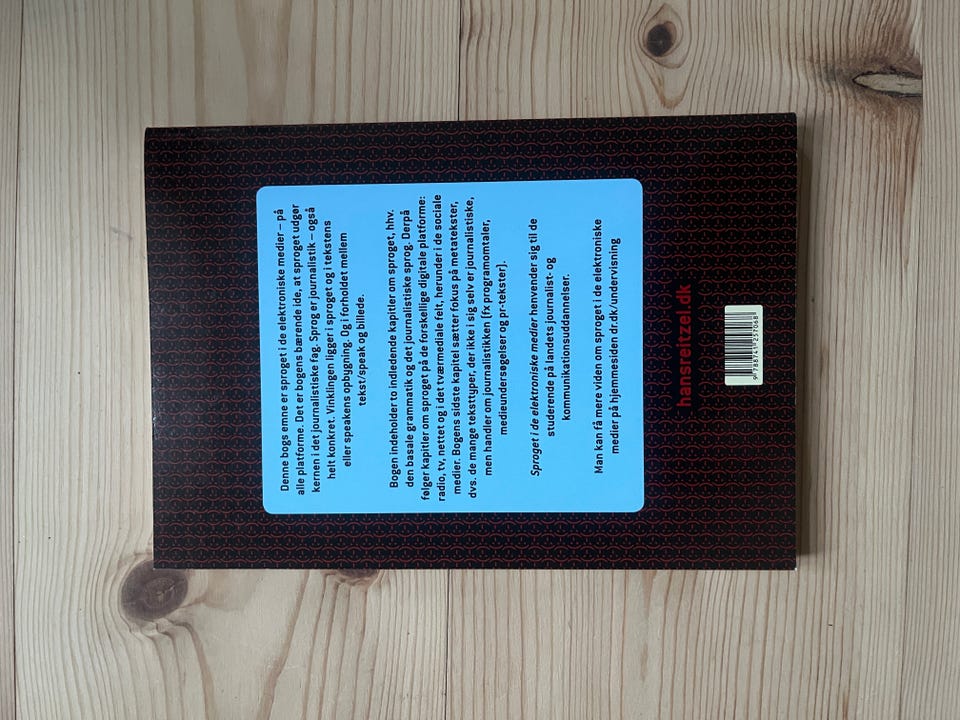 Denne bogs emne er sproget i de elektroniske medier – på
alle platforme. Det er bogens bærende ide, at sproget udgør
kernen i det journalistiske fag. Sprog er journalistik – også
helt konkret. Vinklingen ligger i sproget og i tekstens
eller speakens opbygning. Og i forholdet mellem
tekst/speak og billede.
Bogen indeholder to indledende kapitler om sproget, hhv.
den basale grammatik og det journalistiske sprog. Derpå
følger kapitler om sproget på de forskellige digitale platforme:
radio, tv, nettet og i det tværmediale felt, herunder i de sociale
medier. Bogens sidste kapitel sætter fokus på metatekster,
dvs. de mange teksttyper, der ikke i sig selv er journalistiske,
men handler om journalistikken (fx programomtaler,
medieundersøgelser og pr-tekster).
Sproget i de elektroniske medier henvender sig til de
studerende på landets journalist- og
kommunikationsuddannelser.
Man kan få mere viden om sproget i de elektroniske
medier på hjemmesiden dr.dk/undervisning
hansreitzel.dk
9 788741 257068